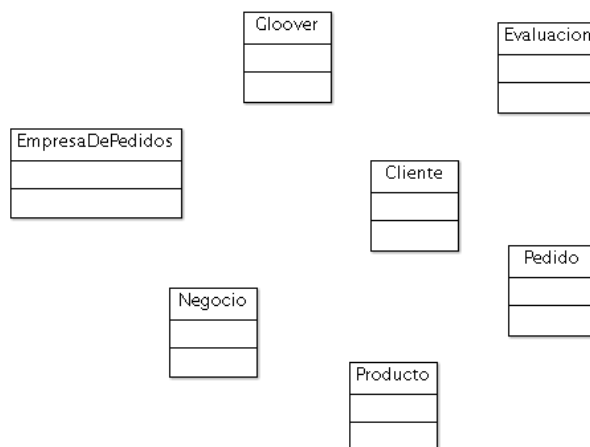 Gloover
Evaluacion
EmpresaDePedidos
Cliente
Pedido
Negocio
Producto